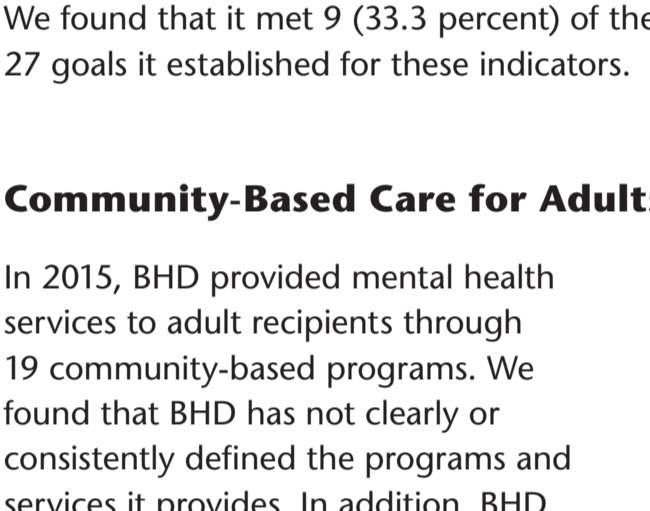 We found that it met 9 (33.3 percent) of the
27 goals it established for these indicators.
Community-Based Care for Adults
In 2015, BHD provided mental health
services to adult recipients through
19 community-based programs. We
found that BHD has not clearly or
consistently defined the programs and
services it provides. In addition, BHD